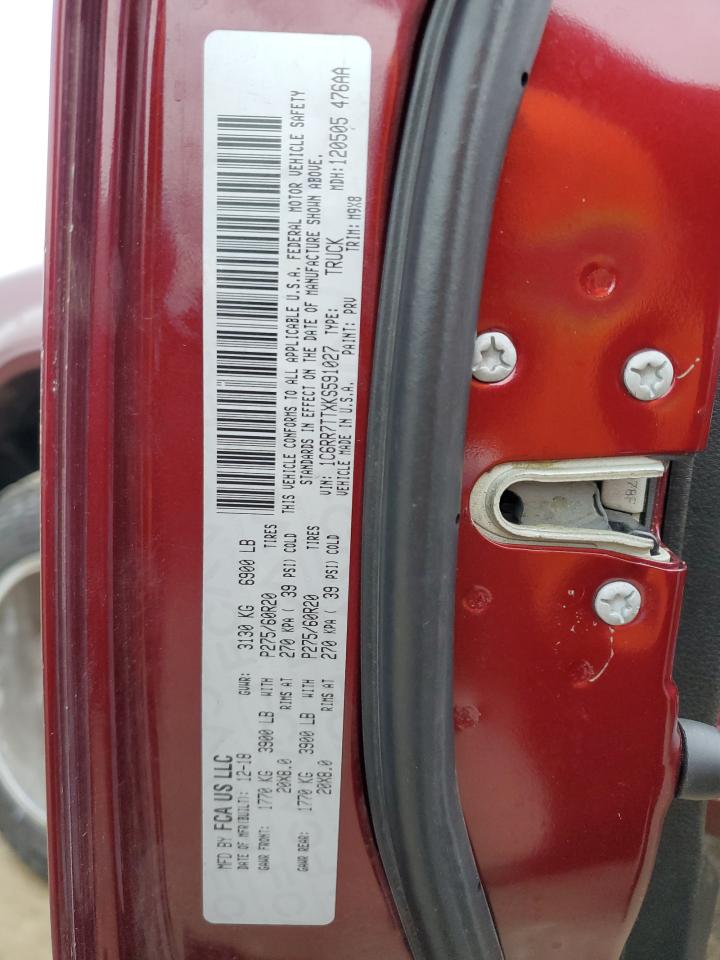 MFD BY FCA US LLC
DATE OF MFR(BUILT): 12-18 GVWR: 3130 KG 6900 LB
GAWR FRONT: 1770 KG 3900 LB WITH P275/60R20 TIRES
20X8.0 RIMS AT 270 KPA ( 39 PSI) COLD
GAWR REAR: 1770 KG 3900 LB WITH P275/60R20 TIRES
20X8.0 RIMS AT 270 KPA ( 39 PSI) COLD
THIS VEHICLE CONFORMS TO ALL APPLICABLE U.S.A. FEDERAL MOTOR VEHICLE SAFETY
STANDARDS IN EFFECT ON THE DATE OF MANUFACTURE SHOWN ABOVE.
VIN: 1C6RR7TTXKS591027 TYPE: TRUCK MDH:120505 476AA
VEHICLE MADE IN U.S.A. PAINT: PRV TRIM: M9X8
78F